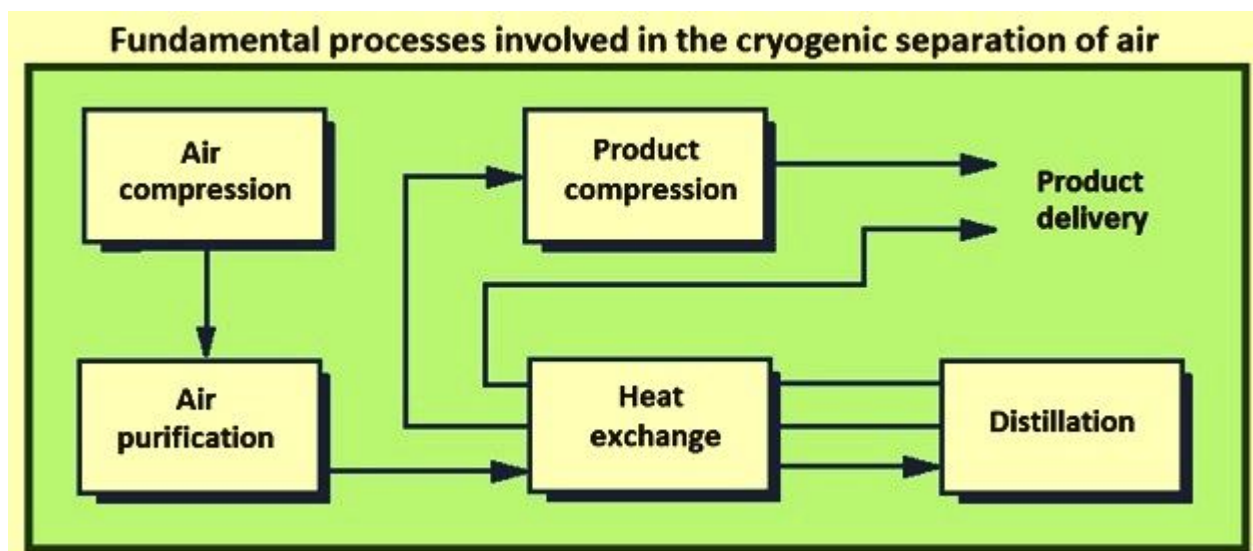 Fundamental processes involved in the cryogenic separation of air
Air
compression
Product
compression
Product
delivery
Air
purification
Heat
exchange
Distillation